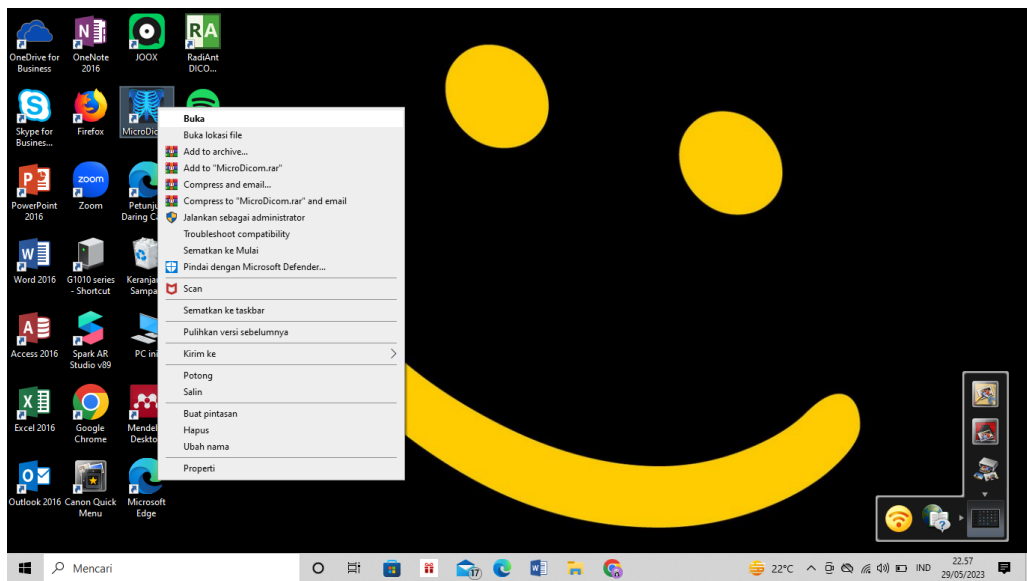 OneDrive for
Business
OneNote
2016
JOOX
RadiAnt
DICO...
Skype for
Busines...
Firefox
MicroDic
PowerPoint
2016
Zoom
Petunju
Daring C
Word 2016
G1010 series
- Shortcut
Keranja
Sampa
Access 2016
Spark AR
Studio v89
PC ini
Excel 2016
Google
Chrome
Mendel
Deskto
Outlook 2016
Canon Quick
Menu
Microsoft
Edge
Buka
Buka lokasi file
Add to archive...
Add to "MicroDicom.rar"
Compress and email...
Compress to "MicroDicom.rar" and email
Jalankan sebagai administrator
Troubleshoot compatibility
Sematkan ke Mulai
Pindai dengan Microsoft Defender...
Scan
Sematkan ke taskbar
Pulihkan versi sebelumnya
Kirim ke
Potong
Salin
Buat pintasan
Hapus
Ubah nama
Properti
Mencari
17
22°C
IND
22.57
29/05/2023